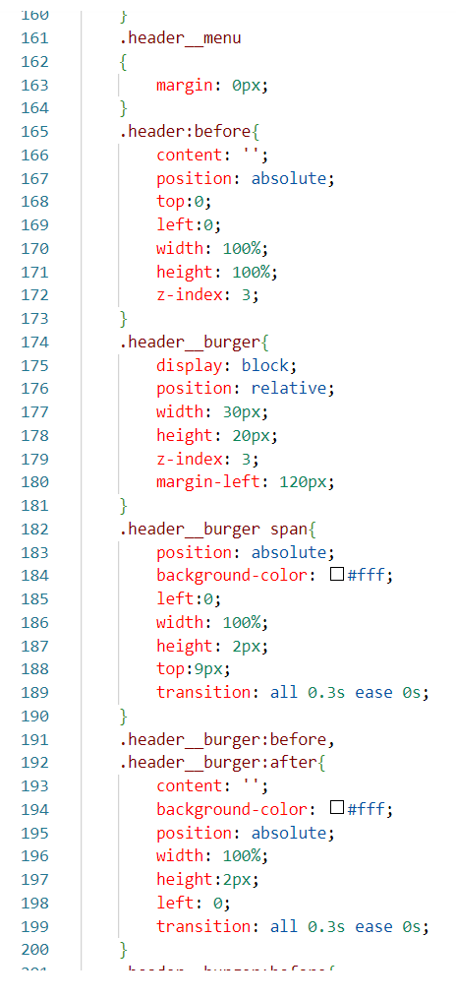 160 }
161 .header__menu
162 {
163 margin: 0px;
164 }
165 .header:before{
166 content: '';
167 position: absolute;
168 top:0;
169 left:0;
170 width: 100%;
171 height: 100%;
172 z-index: 3;
173 }
174 .header__burger{
175 display: block;
176 position: relative;
177 width: 30px;
178 height: 20px;
179 z-index: 3;
180 margin-left: 120px;
181 }
182 .header__burger span{
183 position: absolute;
184 background-color: #fff;
185 left:0;
186 width: 100%;
187 height: 2px;
188 top:9px;
189 transition: all 0.3s ease 0s;
190 }
191 .header__burger:before,
192 .header__burger:after{
193 content: '';
194 background-color: #fff;
195 position: absolute;
196 width: 100%;
197 height:2px;
198 left: 0;
199 transition: all 0.3s ease 0s;
200 }